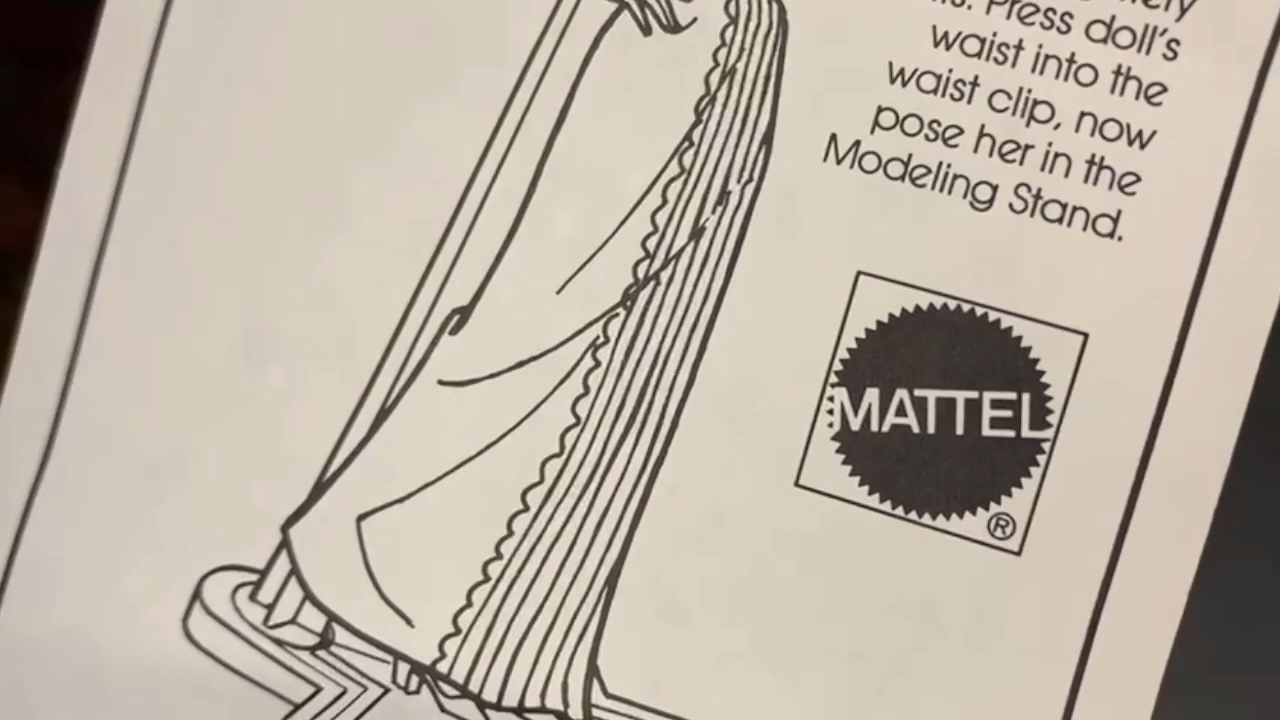 Press doll's
waist into the
waist clip, now
pose her in the
Modeling Stand.
MATTEL
®